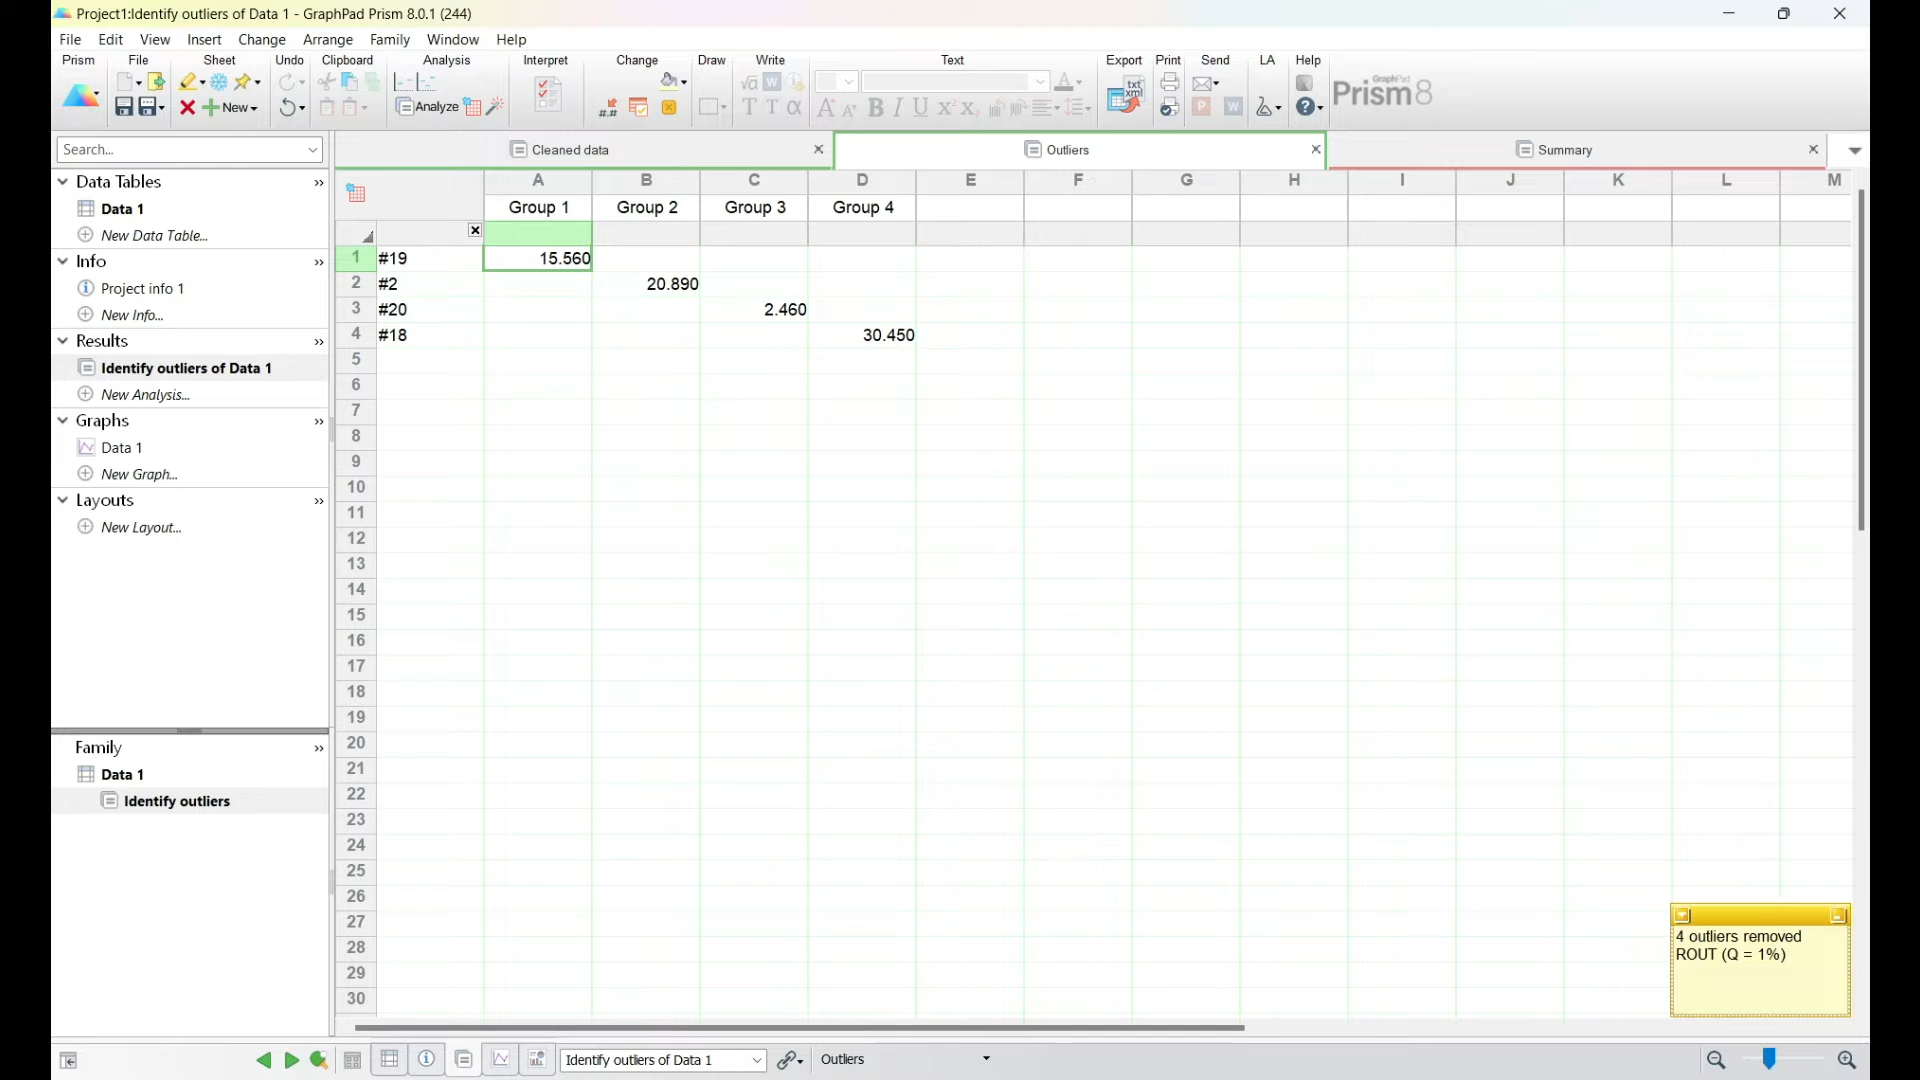 Project1:Identify outliers of Data 1 - GraphPad Prism 8.0.1 (244)
File Edit View Insert Change Arrange Family Window Help
Prism File Sheet Undo Clipboard Analysis Interpret Change Draw Write Text Export Print Send LA Help
New
Analyze
GraphPad
Prism 8
Search...
Cleaned data
Outliers
Summary
Data Tables
Data 1
New Data Table...
Info
Project info 1
New Info...
Results
Identify outliers of Data 1
New Analysis...
Graphs
Data 1
New Graph...
Layouts
New Layout...
Family
Data 1
Identify outliers
A B C D E F G H I J K L M
Group 1 Group 2 Group 3 Group 4
1 #19 15.560
2 #2 20.890
3 #20 2.460
4 #18 30.450
5
6
7
8
9
10
11
12
13
14
15
16
17
18
19
20
21
22
23
24
25
26
27
28
29
30
4 outliers removed
ROUT (Q = 1%)
Identify outliers of Data 1
Outliers